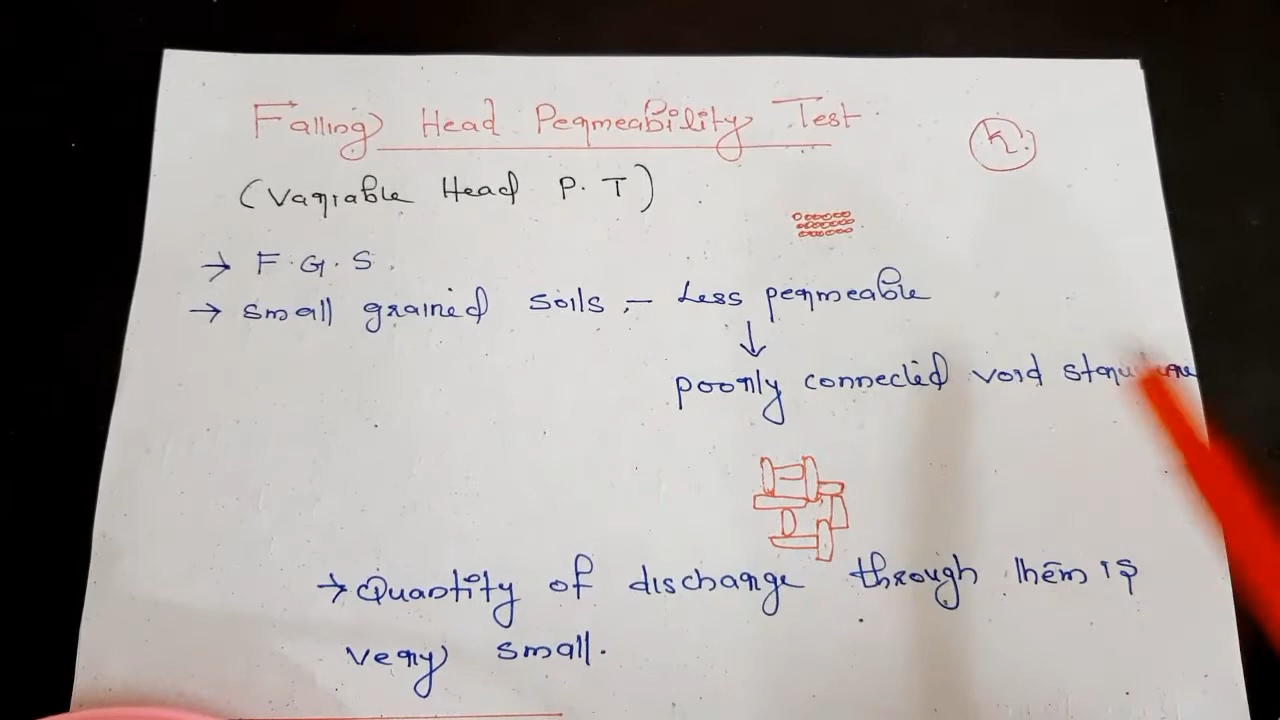 Falling Head Permeability Test
K.
(Variable Head P. T)
→ F. G. S.
→ small grained soils - Less permeable
↓
poorly connected void
→ Quantity of discharge through them is
very small.